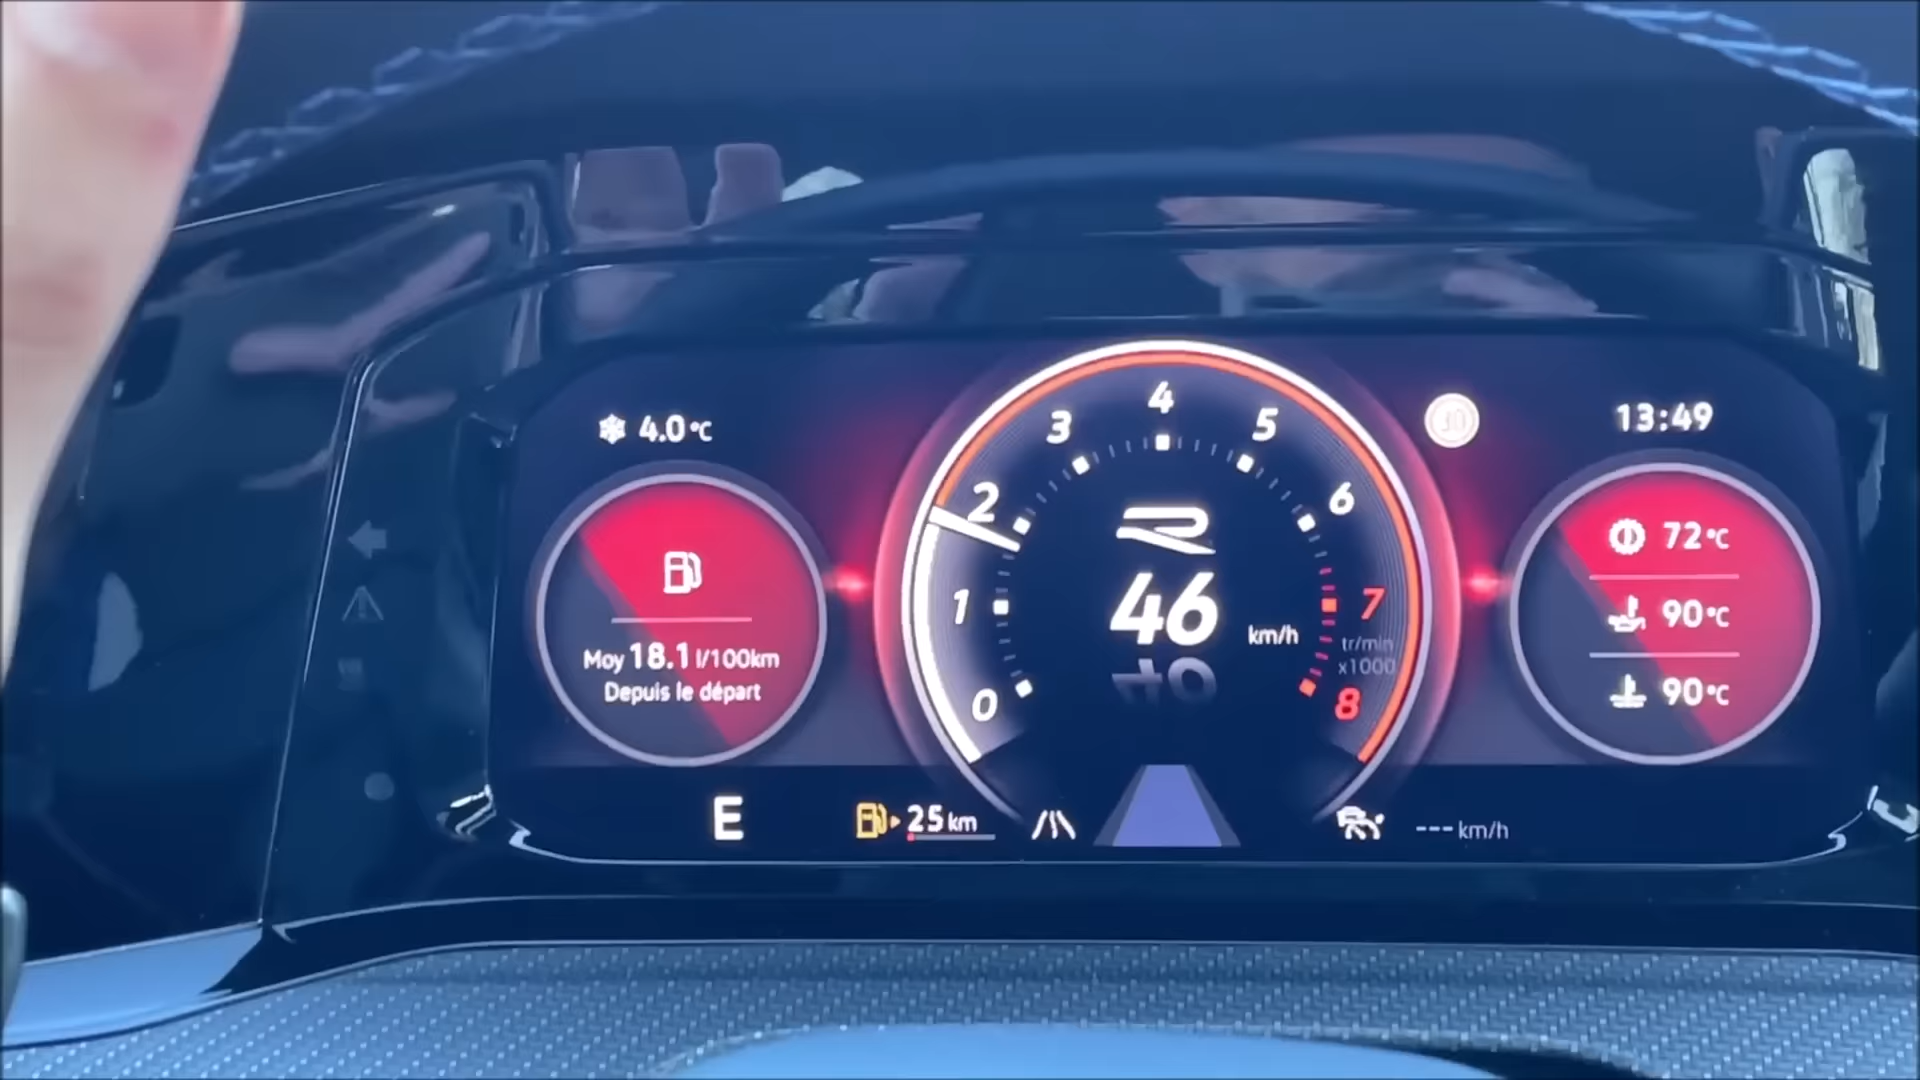 4.0°C
13:49
Moy 18.1 l/100km
Depuis le départ
0
1
2
3
4
5
6
7
8
tr/min
x1000
R
46
km/h
72°C
90°C
90°C
E
25 km
--- km/h